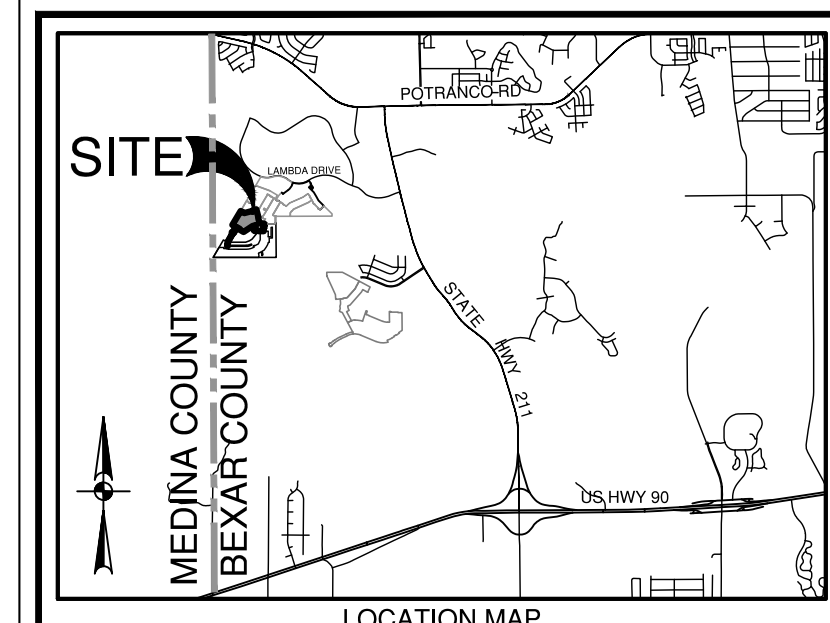 POTRANCO RD
SITE
LAMBDA DRIVE
STATE HWY 211
MEDINA COUNTY
BEXAR COUNTY
US HWY 90
LOCATION MAP